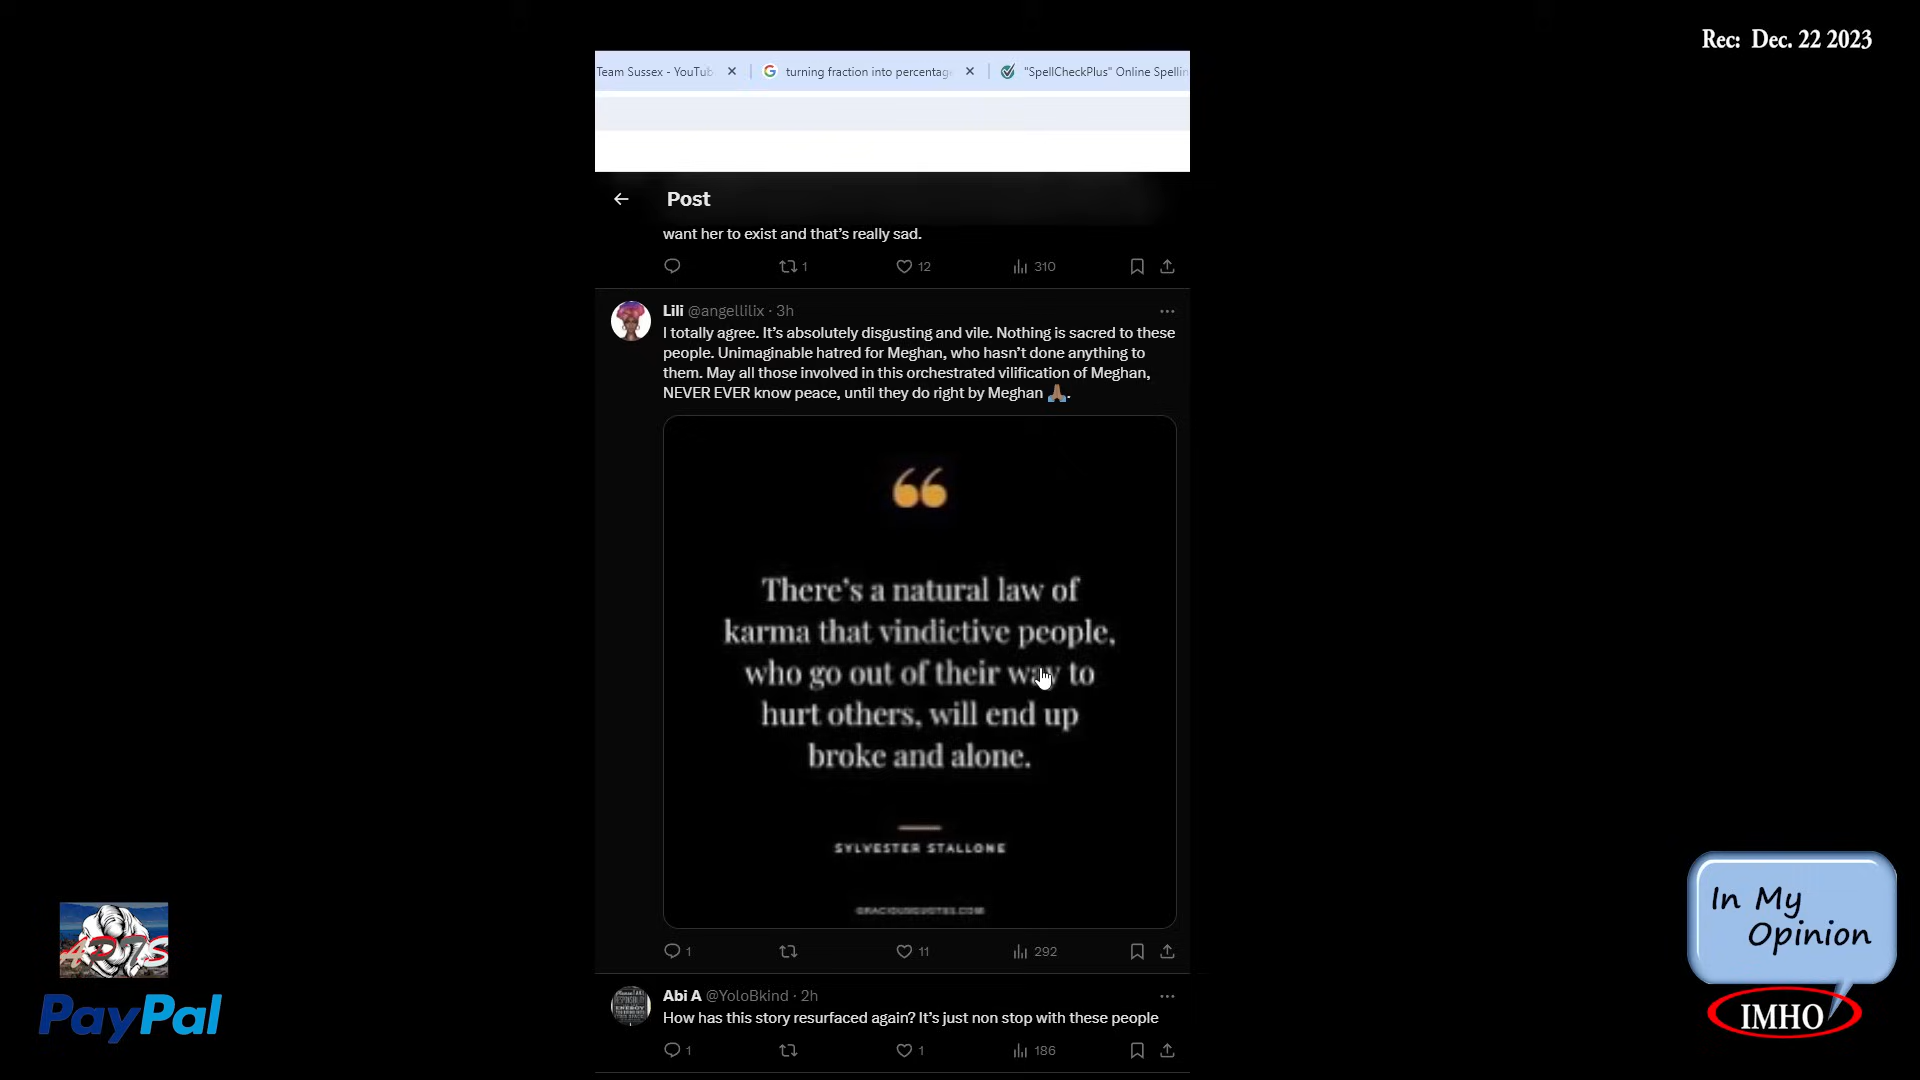 Rec: Dec. 22 2023
Team Sussex - YouTub
turning fraction into percentage
"SpellCheckPlus" Online Spellin
Post
want her to exist and that's really sad.
1
12
310
Lili @angellilix · 3h
I totally agree. It's absolutely disgusting and vile. Nothing is sacred to these
people. Unimaginable hatred for Meghan, who hasn't done anything to
them. May all those involved in this orchestrated vilification of Meghan,
NEVER EVER know peace, until they do right by Meghan 🙏🏾.
There's a natural law of
karma that vindictive people,
who go out of their way to
hurt others, will end up
broke and alone.
SYLVESTER STALLONE
GRACIOUSQUOTES.COM
1
11
292
Abi A @YoloBkind · 2h
How has this story resurfaced again? It's just non stop with these people
1
1
186
PayPal
In My
Opinion
IMHO